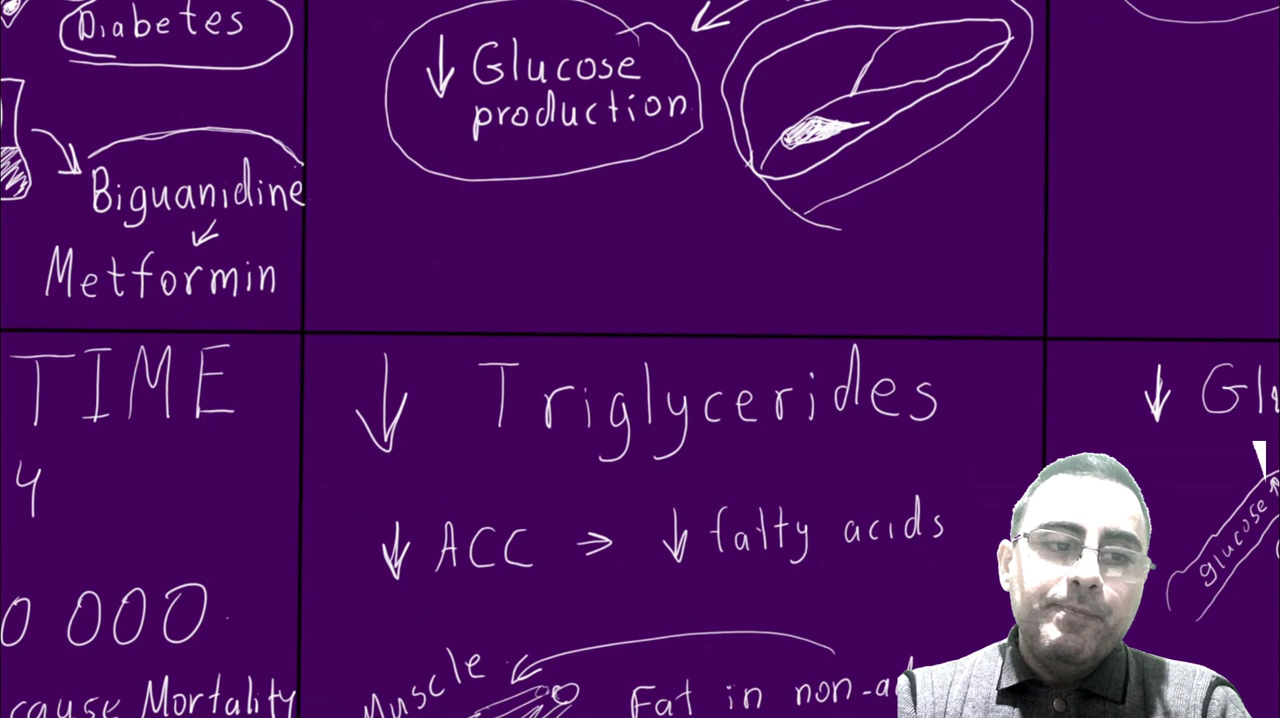 Diabetes
↓ Glucose
production
Biguanidine
Metformin
TIME
4
0 000
cause Mortality
↓ Triglycerides
↓ ACC → ↓ fatty acids
Muscle
Fat in non-a
↓ Gl
glucose